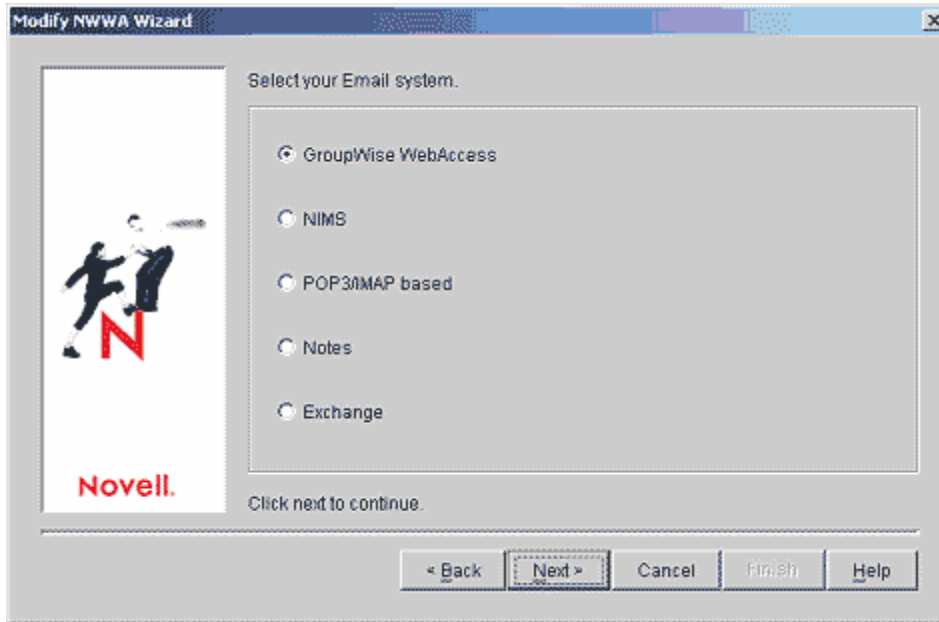 Modify NWWA Wizard
Select your Email system.
GroupWise WebAccess
NIMS
POP3/IMAP based
Notes
Exchange
N
Novell.
Click next to continue.
< Back
Next >
Cancel
Finish
Help